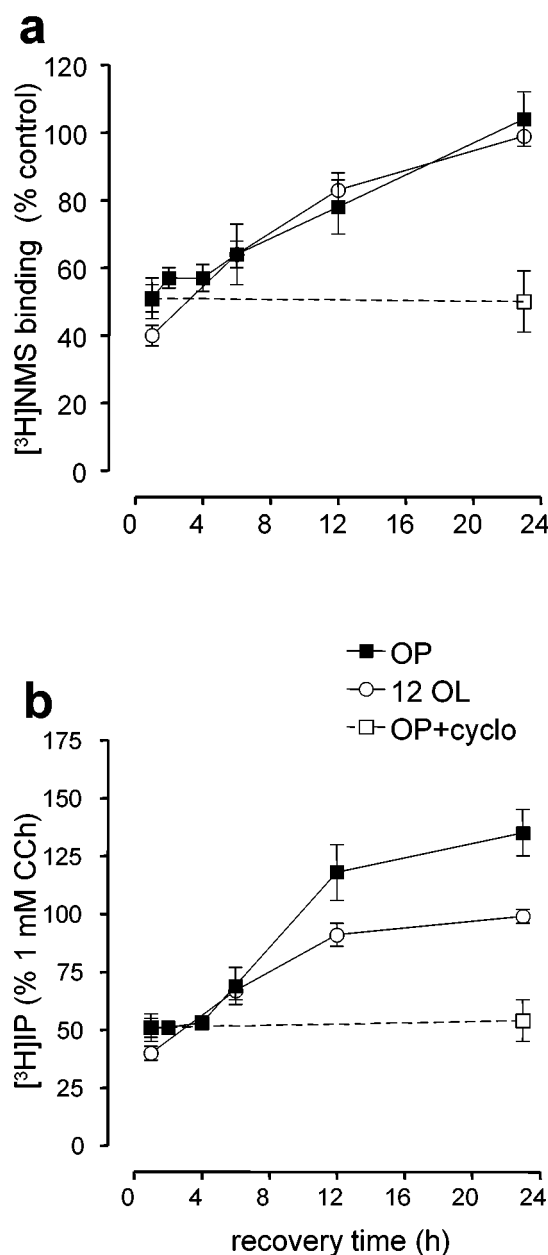 a
[³H]NMS binding (% control)
120
100
80
60
40
20
0
0 4 8 12 16 20 24
OP
12 OL
OP+cyclo
b
[³H]IP (% 1 mM CCh)
175
150
125
100
75
50
25
0
0 4 8 12 16 20 24
recovery time (h)